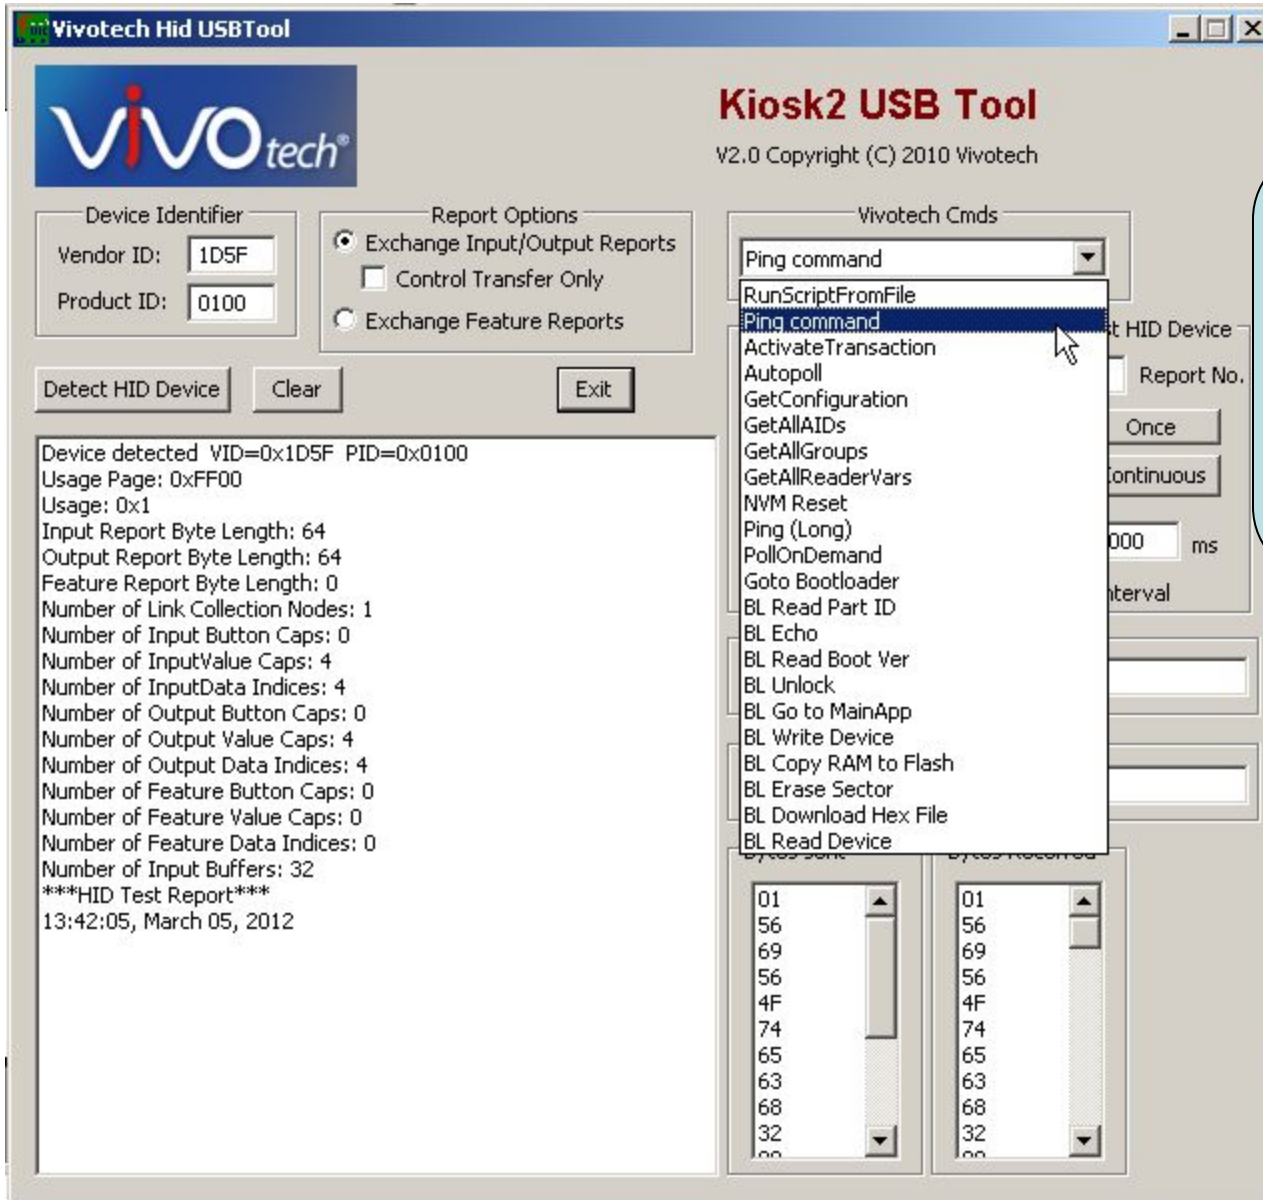 Vivotech Hid USBTool
ViVOtech®
Kiosk2 USB Tool
V2.0 Copyright (C) 2010 Vivotech
Device Identifier
Vendor ID: 1D5F
Product ID: 0100
Report Options
Exchange Input/Output Reports
Control Transfer Only
Exchange Feature Reports
Vivotech Cmds
Ping command
RunScriptFromFile
Ping command
ActivateTransaction
Autopoll
GetConfiguration
GetAllAIDs
GetAllGroups
GetAllReaderVars
NVM Reset
Ping (Long)
PollOnDemand
Goto Bootloader
BL Read Part ID
BL Echo
BL Read Boot Ver
BL Unlock
BL Go to MainApp
BL Write Device
BL Copy RAM to Flash
BL Erase Sector
BL Download Hex File
BL Read Device
HID Device
Report No.
Once
ms
Detect HID Device
Clear
Exit
Device detected VID=0x1D5F PID=0x0100
Usage Page: 0xFF00
Usage: 0x1
Input Report Byte Length: 64
Output Report Byte Length: 64
Feature Report Byte Length: 0
Number of Link Collection Nodes: 1
Number of Input Button Caps: 0
Number of InputValue Caps: 4
Number of InputData Indices: 4
Number of Output Button Caps: 0
Number of Output Value Caps: 4
Number of Output Data Indices: 4
Number of Feature Button Caps: 0
Number of Feature Value Caps: 0
Number of Feature Data Indices: 0
Number of Input Buffers: 32
***HID Test Report***
13:42:05, March 05, 2012
01
56
69
56
4F
74
65
63
68
32
01
56
69
56
4F
74
65
63
68
32